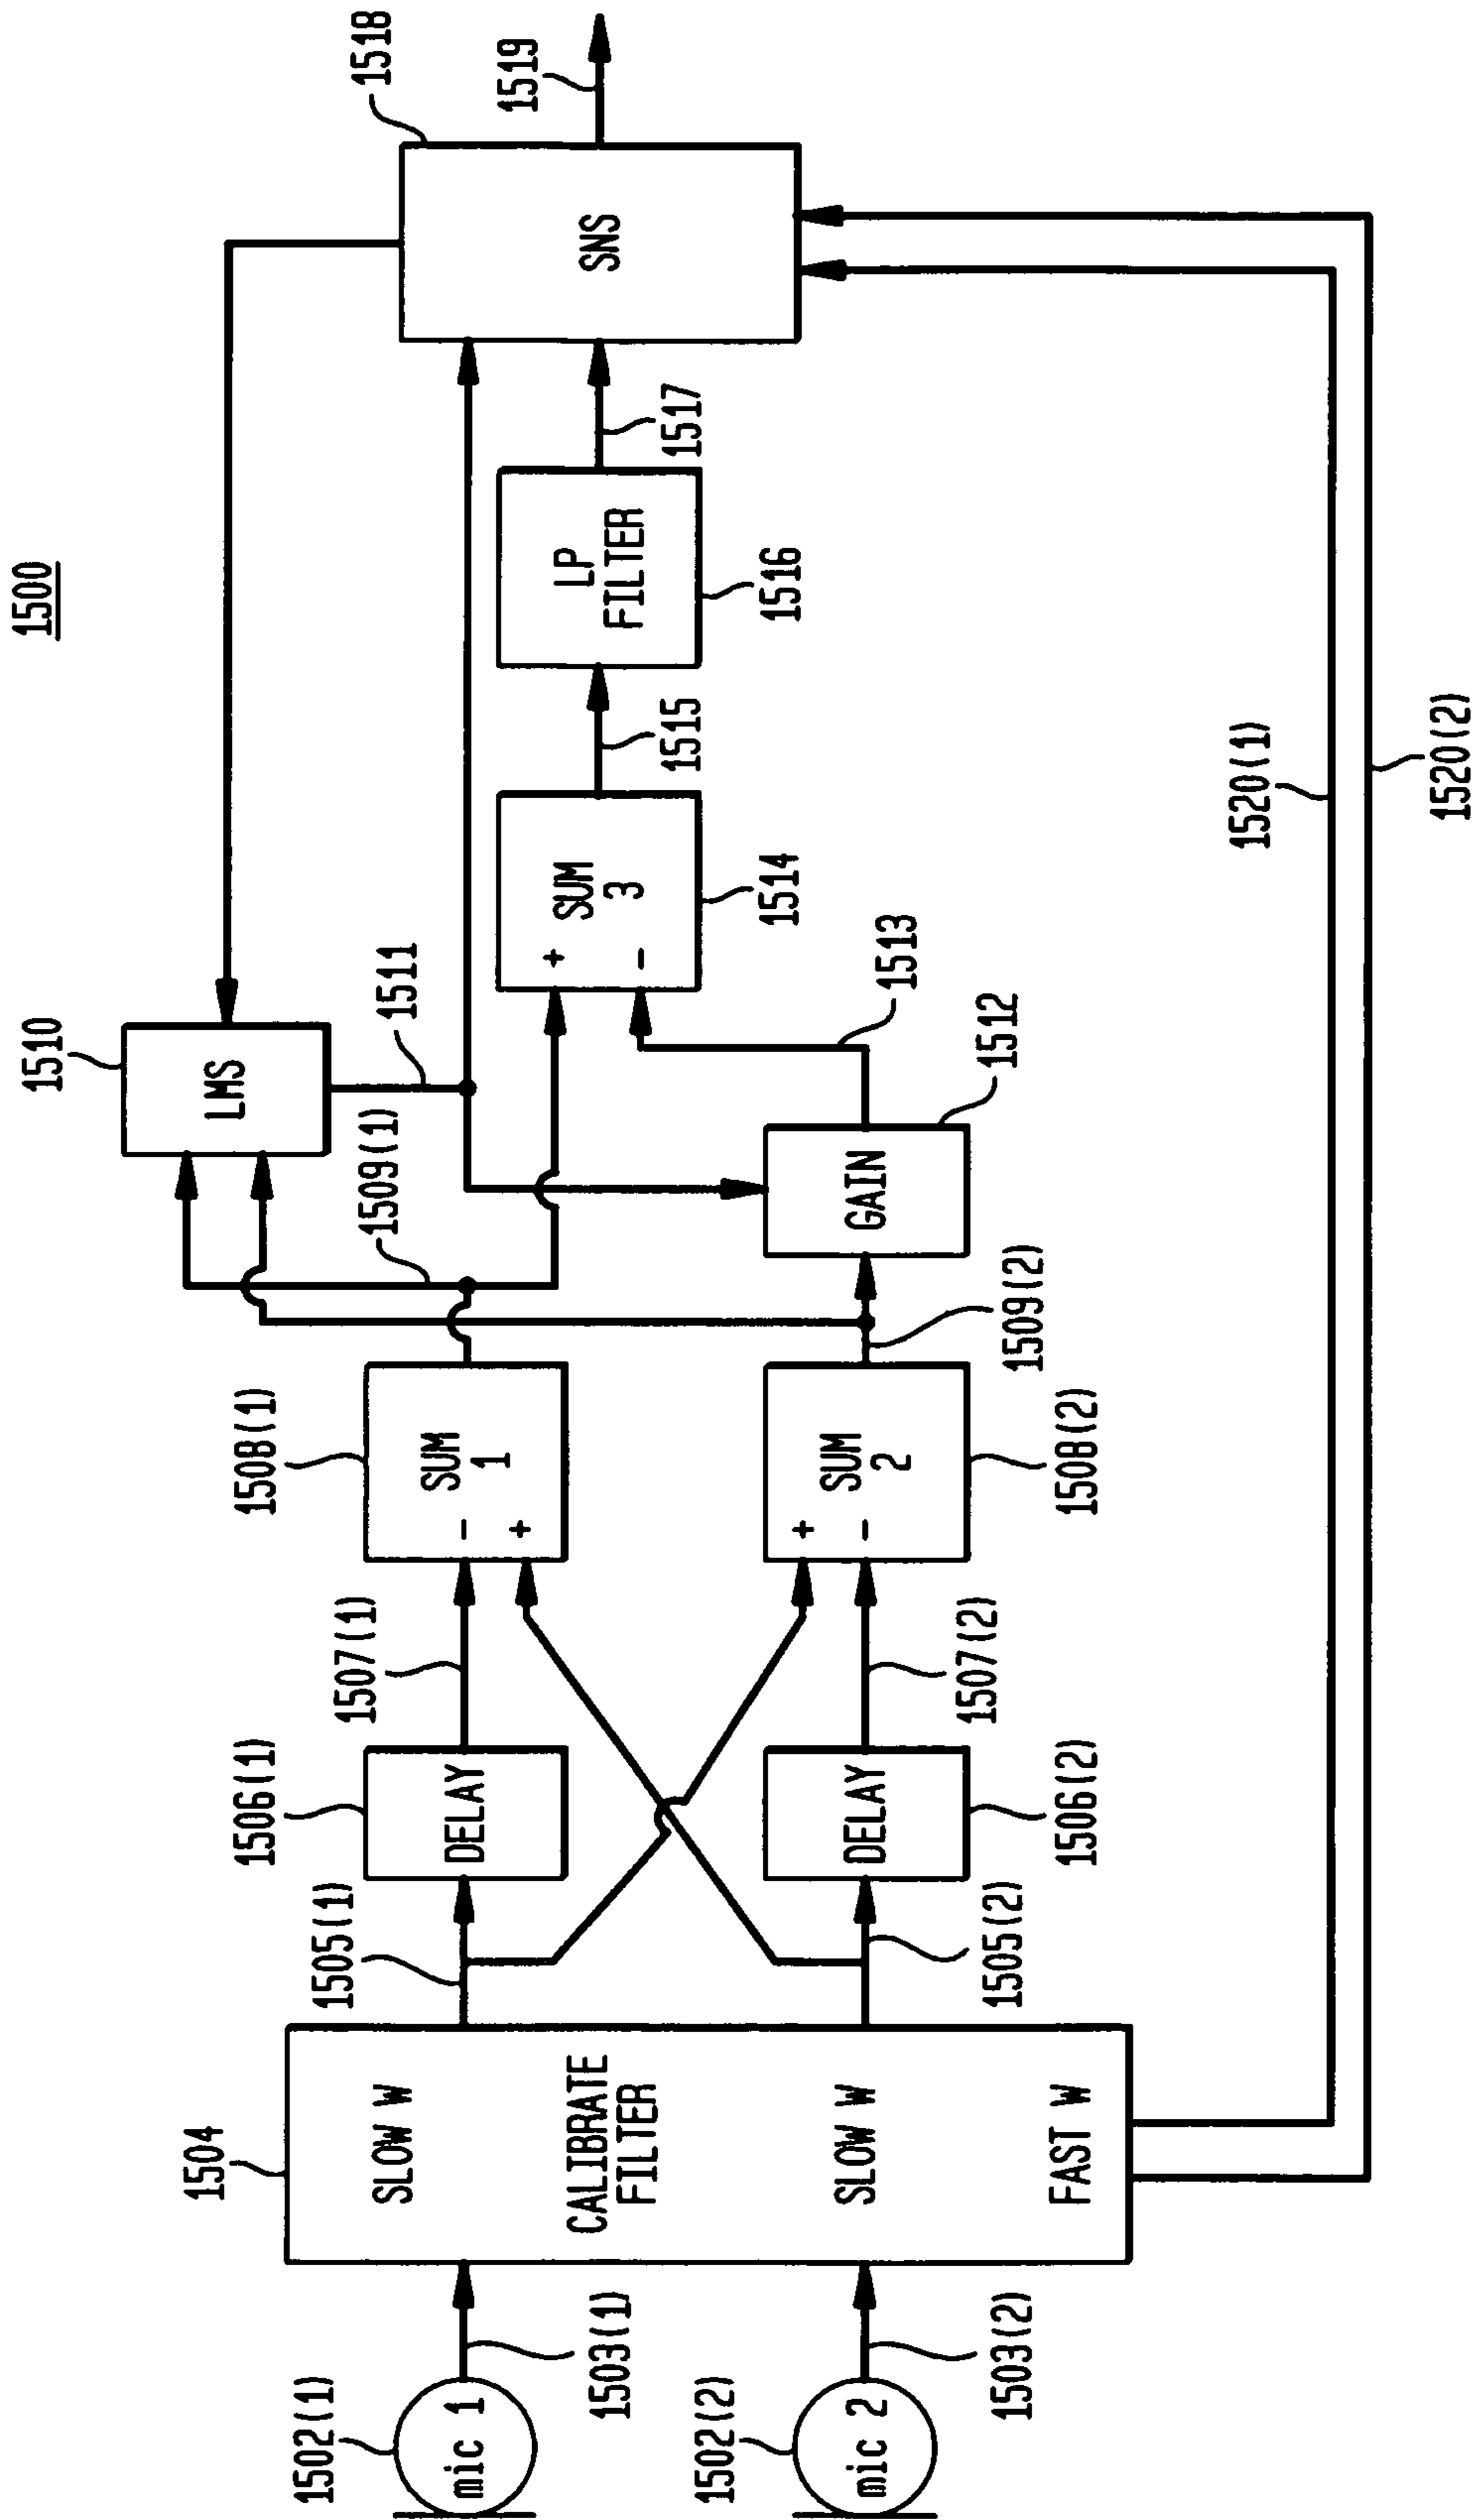 1500
1510
LMS
1518
1511
1509(1)
1519
SNS
1508(1)
SUM
1
-
+
1507(1)
1506(1)
DELAY
1505(1)
1504
SLOW W
CALIBRATE
FILTER
SLOW W
FAST W
1502(1)
mic 1
1503(1)
1502(2)
mic 2
1503(2)
1505(2)
DELAY
1506(2)
1507(2)
+
-
SUM
2
1508(2)
1509(2)
GAIN
1512
1513
+
-
SUM
3
1514
1515
LP
FILTER
1516
1517
1520(1)
1520(2)